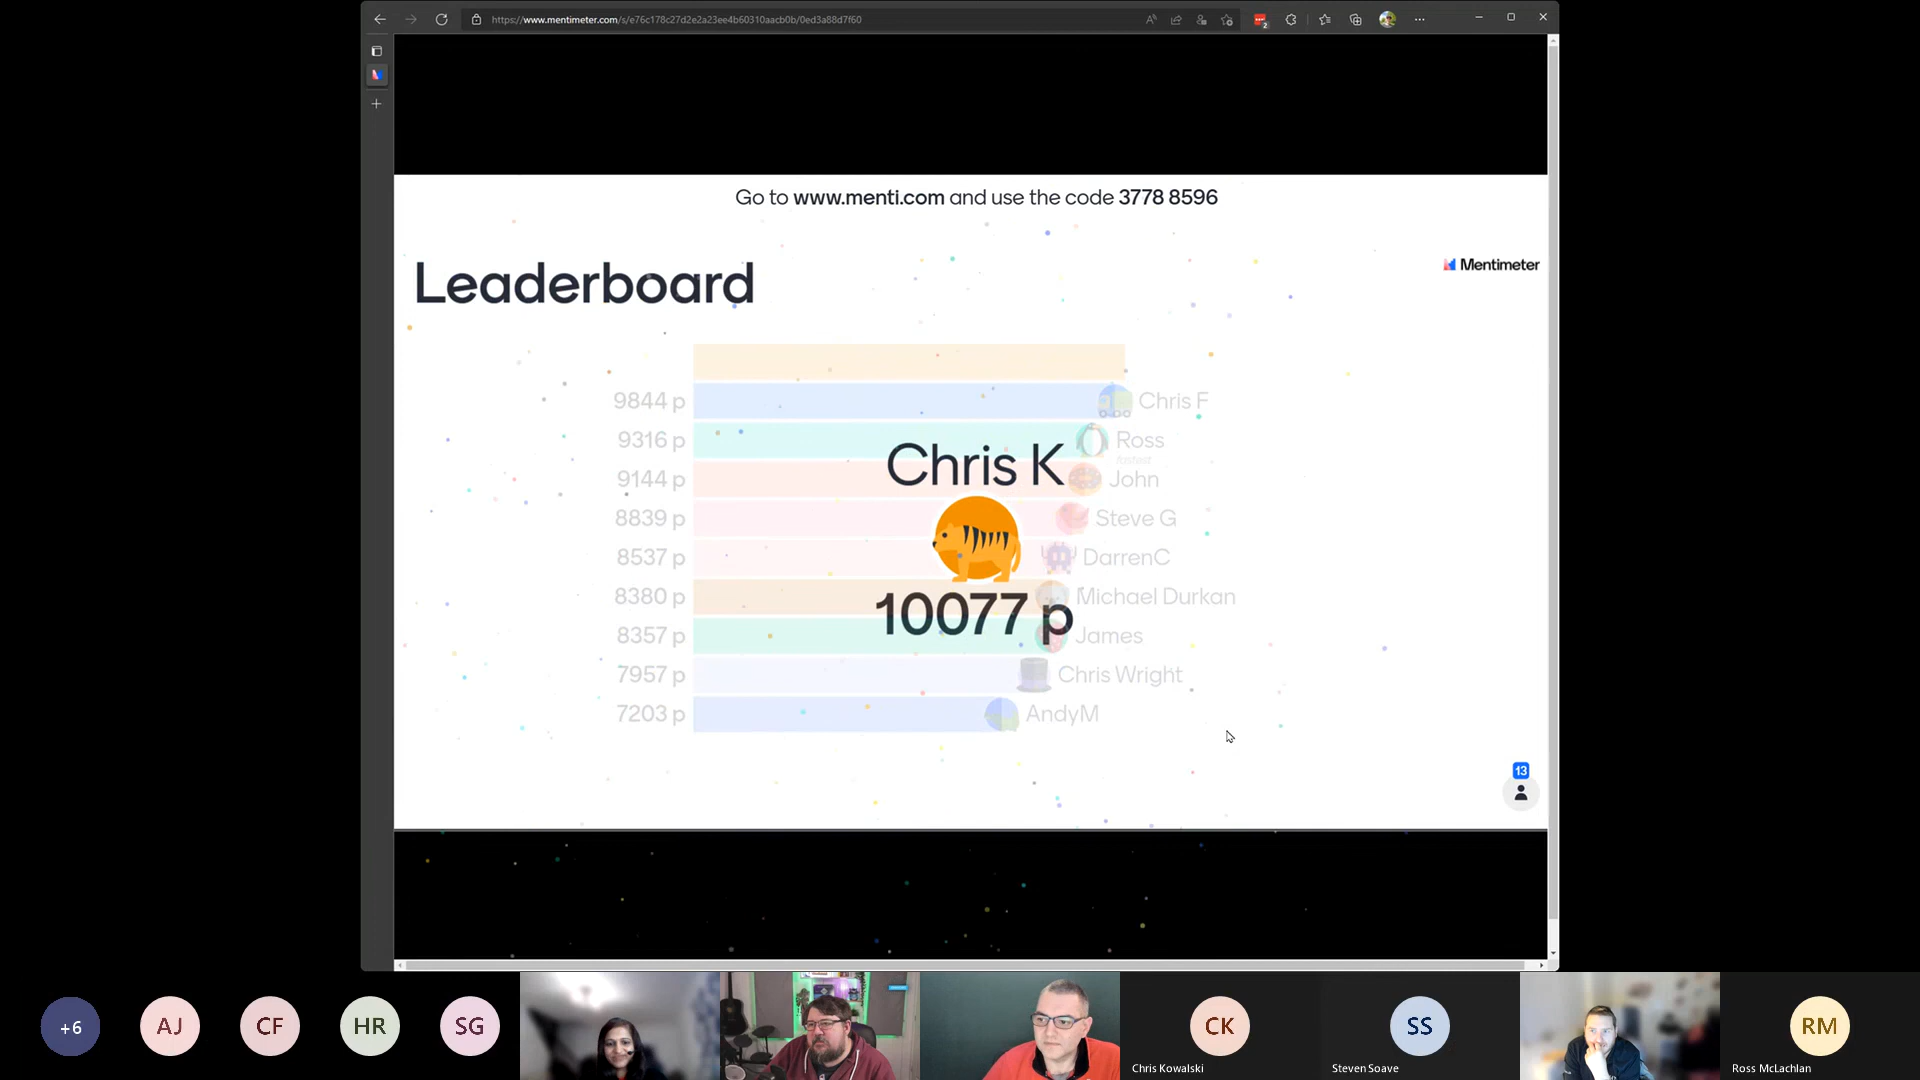 https://www.mentimeter.com/s/e76c178c27d2e2a23ee4b60310aacb0b/0ed3a88d7f60
2
Go to www.menti.com and use the code 3778 8596
Leaderboard
Mentimeter
9844 p Chris F
9316 p Ross
fastest
9144 p John
8839 p Steve G
8537 p DarrenC
8380 p Michael Durkan
8357 p James
7957 p Chris Wright
7203 p AndyM
Chris K
10077 p
13
+6
AJ
CF
HR
SG
CK
Chris Kowalski
SS
Steven Soave
RM
Ross McLachlan